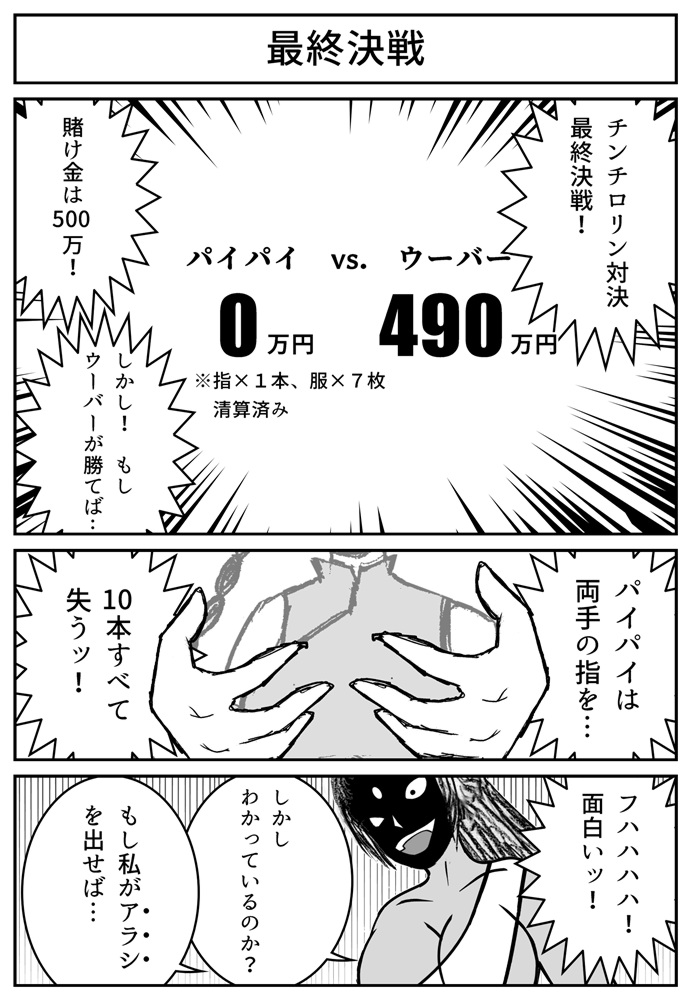 最終決戦
チンチロリン対決
最終決戦！
賭け金は
500
万！
パイパイ vs. ウーバー
0万円 490万円
※指×１本、服×７枚
清算済み
しかし！ もし
ウーバーが勝てば…
パイパイは
両手の指を…
10本すべて
失うッ！
フハハハハ！
面白いッ！
しかし
わかっているのか？
もし私がアラシ
を出せば…